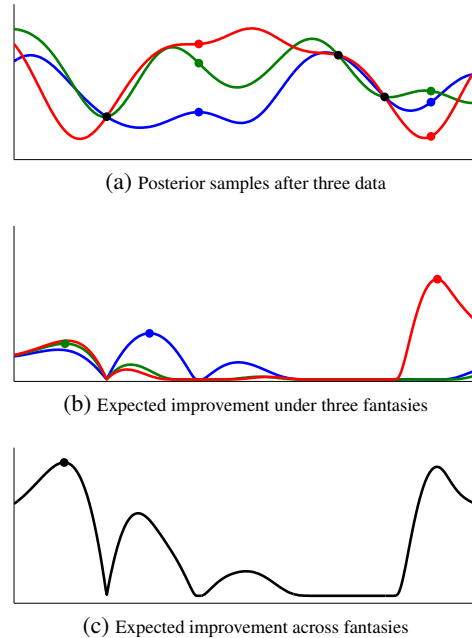 (a) Posterior samples after three data
(b) Expected improvement under three fantasies
(c) Expected improvement across fantasies